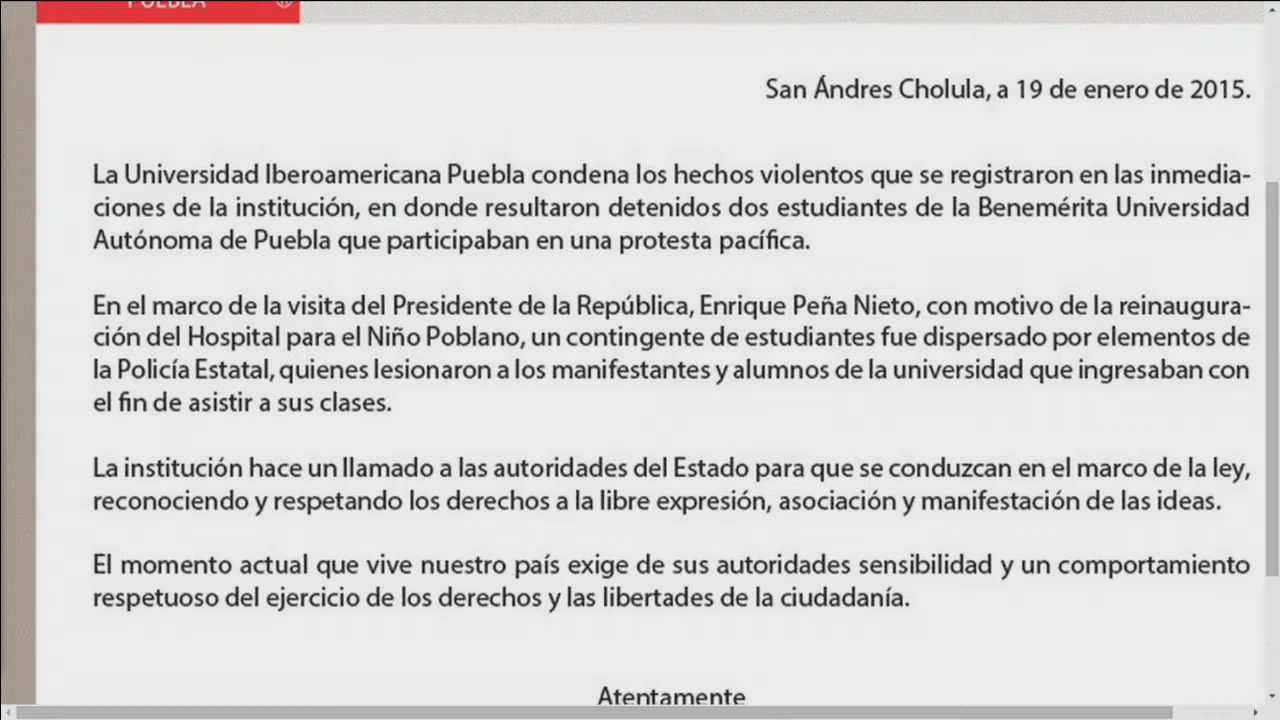 PUEBLA
San Ándres Cholula, a 19 de enero de 2015.
La Universidad Iberoamericana Puebla condena los hechos violentos que se registraron en las inmedia-
ciones de la institución, en donde resultaron detenidos dos estudiantes de la Benemérita Universidad
Autónoma de Puebla que participaban en una protesta pacífica.
En el marco de la visita del Presidente de la República, Enrique Peña Nieto, con motivo de la reinaugura-
ción del Hospital para el Niño Poblano, un contingente de estudiantes fue dispersado por elementos de
la Policía Estatal, quienes lesionaron a los manifestantes y alumnos de la universidad que ingresaban con
el fin de asistir a sus clases.
La institución hace un llamado a las autoridades del Estado para que se conduzcan en el marco de la ley,
reconociendo y respetando los derechos a la libre expresión, asociación y manifestación de las ideas.
El momento actual que vive nuestro país exige de sus autoridades sensibilidad y un comportamiento
respetuoso del ejercicio de los derechos y las libertades de la ciudadanía.
Atentamente